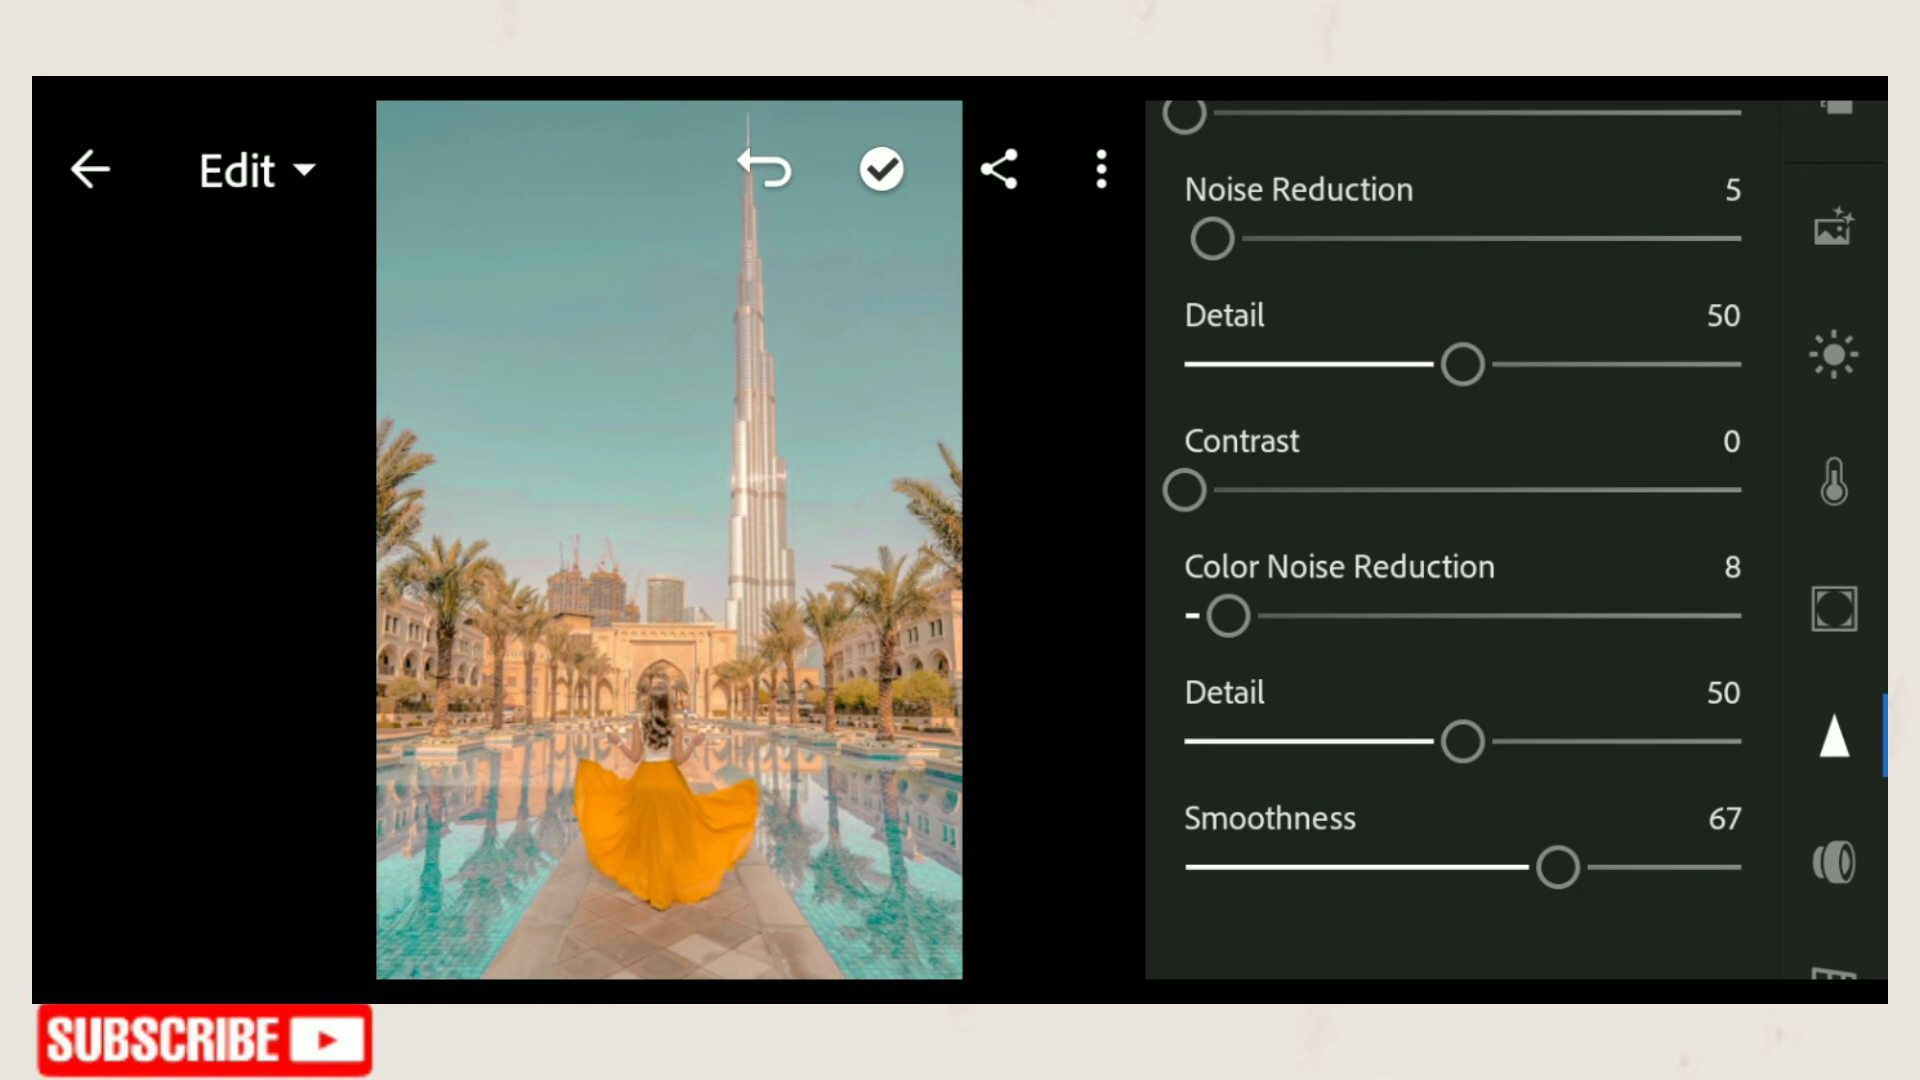 Edit
Noise Reduction 5
Detail 50
Contrast 0
Color Noise Reduction 8
Detail 50
Smoothness 67
SUBSCRIBE